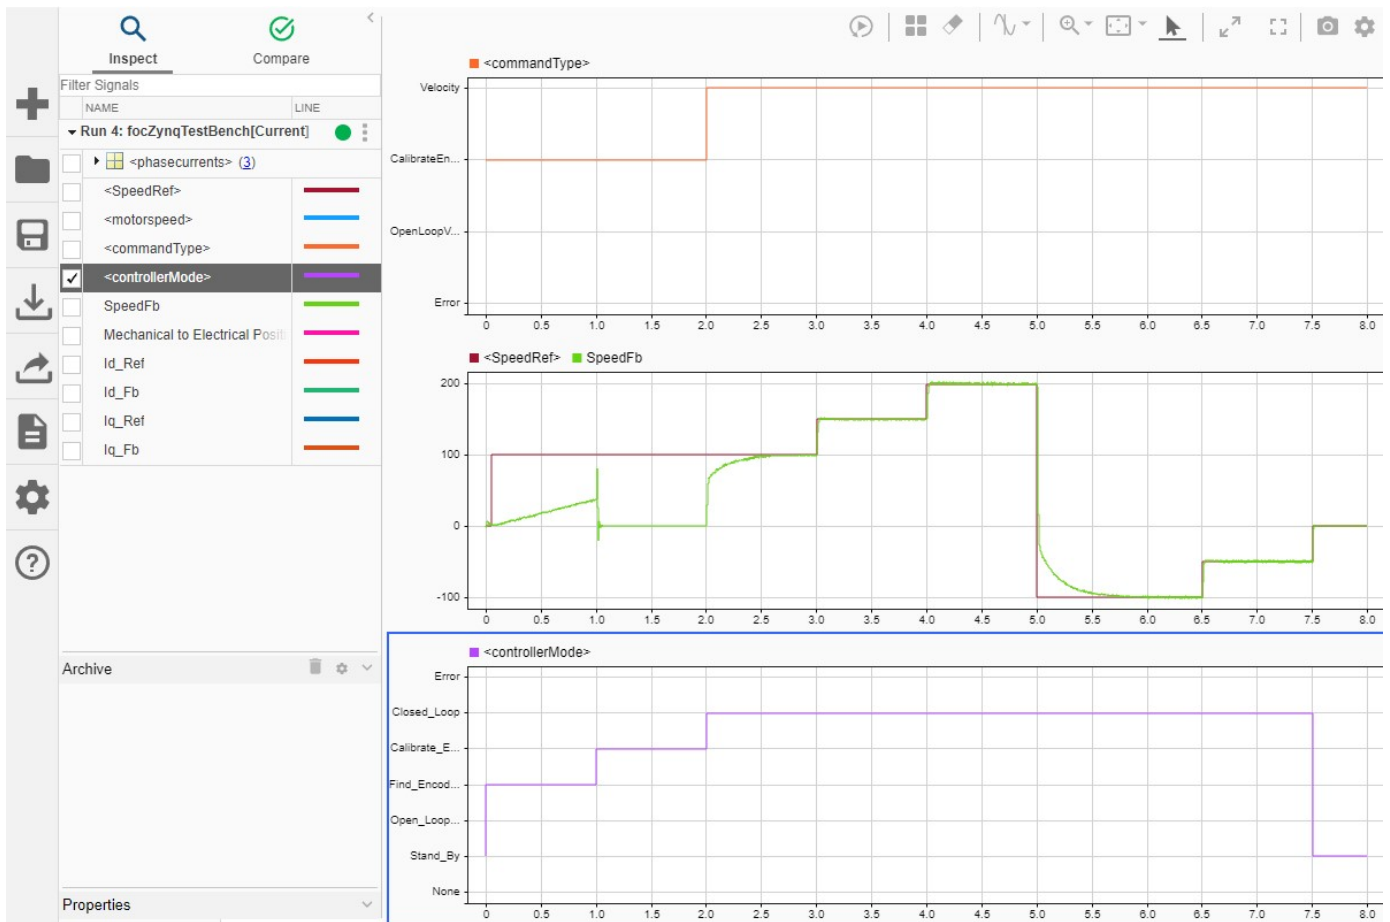 Inspect
Compare
Filter Signals
NAME LINE
Run 4: focZynqTestBench[Current]
<phasecurrents> (3)
<SpeedRef>
<motorspeed>
<commandType>
<controllerMode>
SpeedFb
Mechanical to Electrical Positi
Id_Ref
Id_Fb
Iq_Ref
Iq_Fb
Archive
Properties
<commandType>
Velocity
CalibrateEn...
OpenLoopV...
Error
0 0.5 1.0 1.5 2.0 2.5 3.0 3.5 4.0 4.5 5.0 5.5 6.0 6.5 7.0 7.5 8.0
<SpeedRef> SpeedFb
200
100
0
-100
0 0.5 1.0 1.5 2.0 2.5 3.0 3.5 4.0 4.5 5.0 5.5 6.0 6.5 7.0 7.5 8.0
<controllerMode>
Error
Closed_Loop
Calibrate_E...
Find_Encod...
Open_Loop...
Stand_By
None
0 0.5 1.0 1.5 2.0 2.5 3.0 3.5 4.0 4.5 5.0 5.5 6.0 6.5 7.0 7.5 8.0